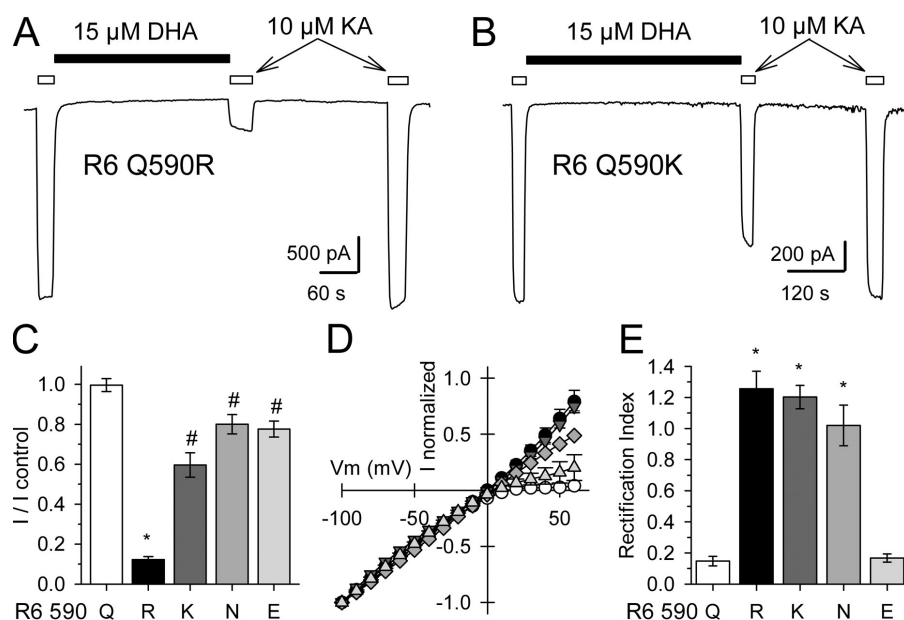 A
15 µM DHA
10 µM KA
B
15 µM DHA
10 µM KA
R6 Q590R
500 pA
60 s
R6 Q590K
200 pA
120 s
C
I / I control
1.0
0.8
0.6
0.4
0.2
0.0
*
#
#
#
R6 590 Q R K N E
D
I normalized
1.0
0.5
Vm (mV)
-100 -50 50
-0.5
-1.0
E
Rectification Index
1.4
1.2
1.0
0.8
0.6
0.4
0.2
0.0
*
*
*
R6 590 Q R K N E